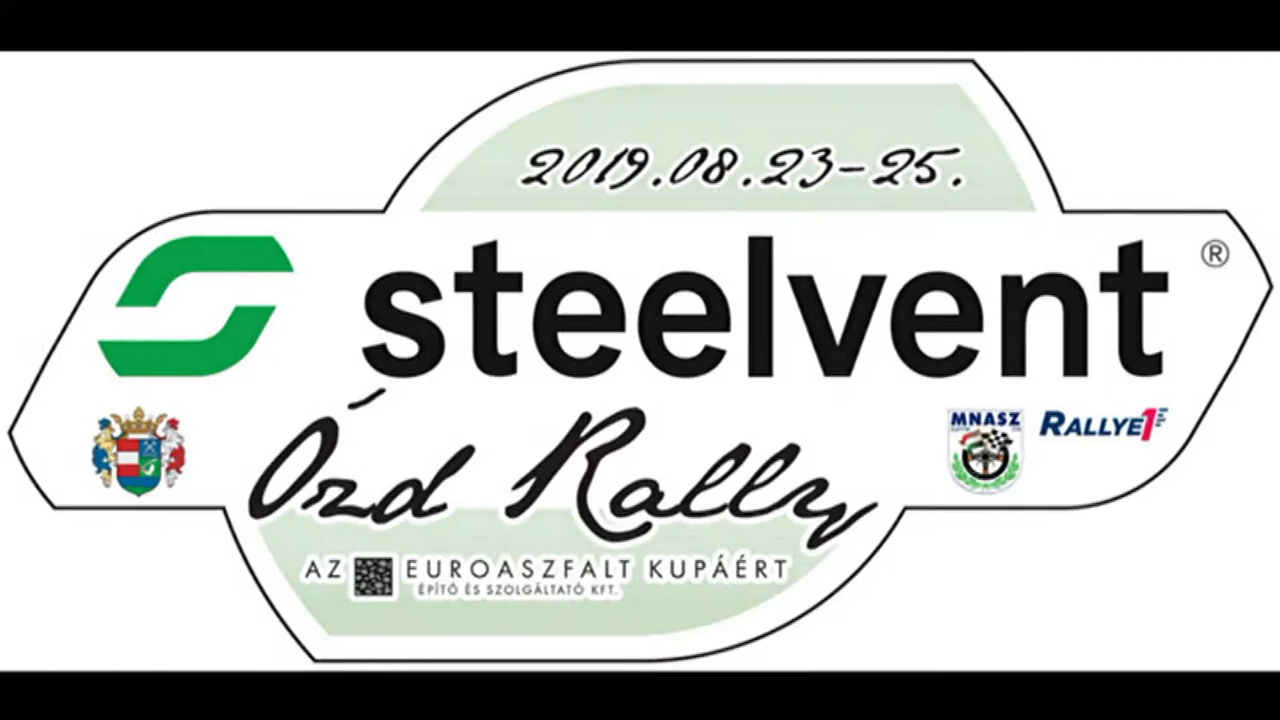 2019.08.23-25.
steelvent ®
Ózd Rally
MNASZ
RALLYE1
AZ EUROASZFALT KUPÁÉRT
ÉPÍTŐ ÉS SZOLGÁLTATÓ KFT.